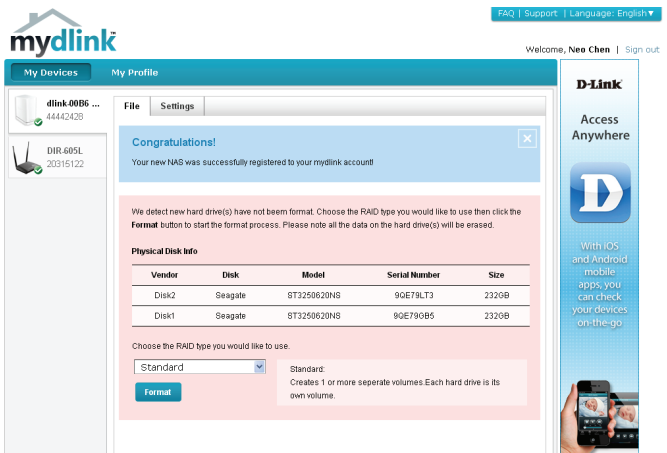 FAQ | Support | Language: English▼
mydlink
Welcome, Neo Chen | Sign out
My Devices My Profile
dlink-00B6 ...
44442428
DIR-605L
20315122
File Settings
Congratulations!
Your new NAS was successfully registered to your mydlink account!
We detect new hard drive(s) have not beern format. Choose the RAID type you would like to use then click the
Format button to start the format process. Please note all the data on the hard drive(s) will be erased.
Physical Disk Info
Vendor Disk Model Serial Number Size
Disk2 Seagate ST3250620NS 9QE79LT3 232GB
Disk1 Seagate ST3250620NS 9QE79GB5 232GB
Choose the RAID type you would like to use.
Standard
Format
Standard:
Creates 1 or more seperate volumes.Each hard drive is its
own volume.
D-Link
Access
Anywhere
With iOS
and Android
mobile
apps, you
can check
your devices
on-the-go